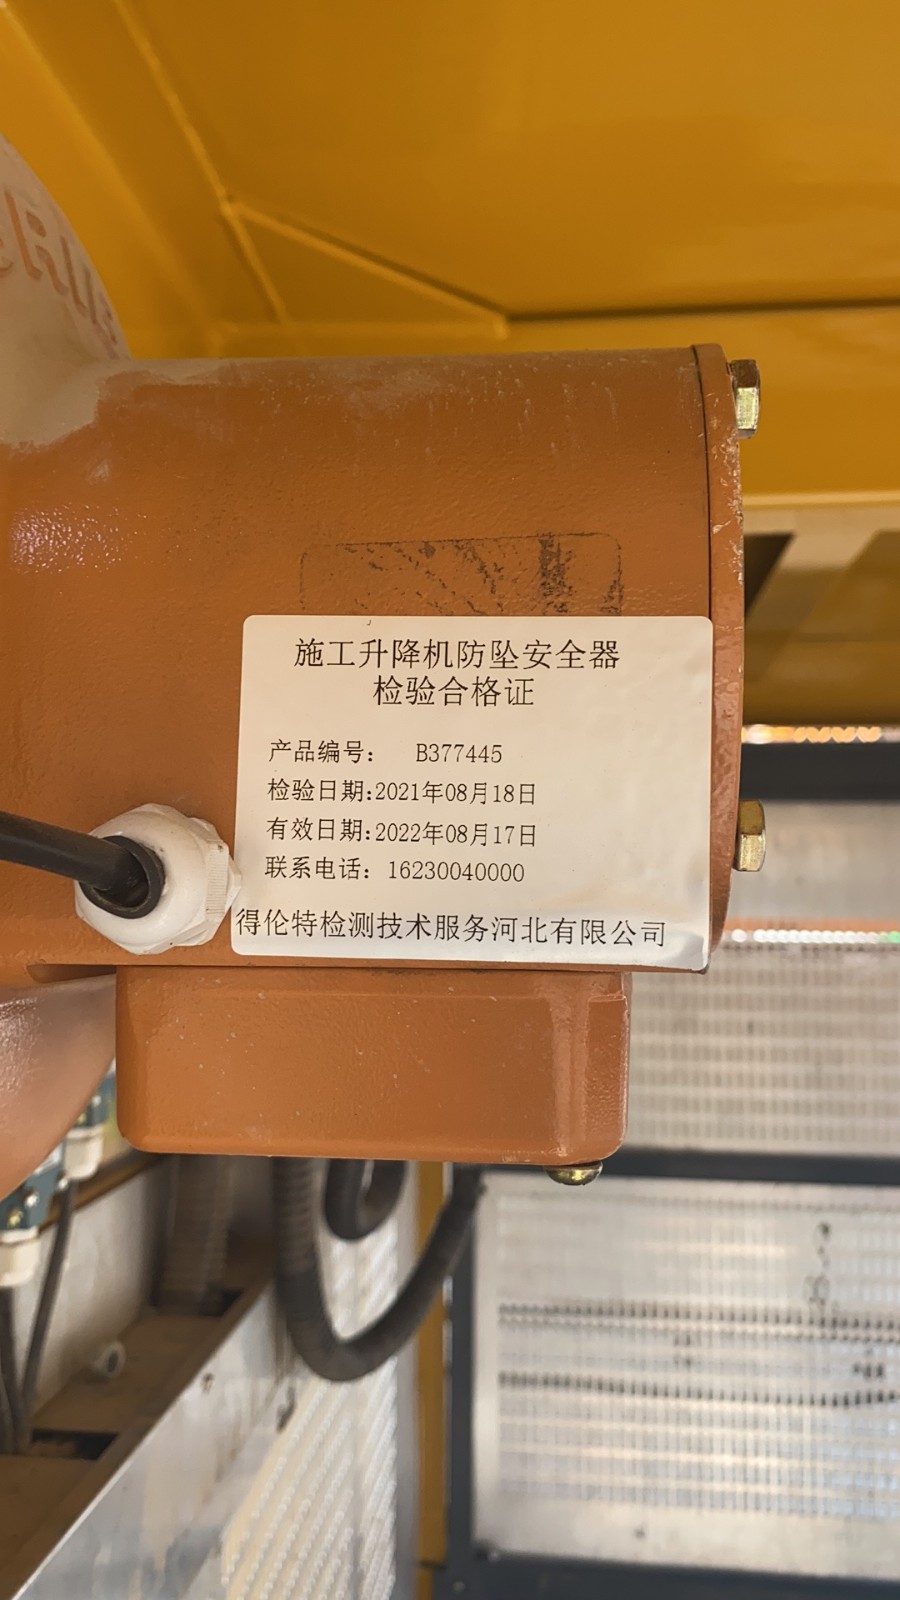 施工升降机防坠安全器
检验合格证
产品编号： B377445
检验日期:2021年08月18日
有效日期:2022年08月17日
联系电话：16230040000
得伦特检测技术服务河北有限公司